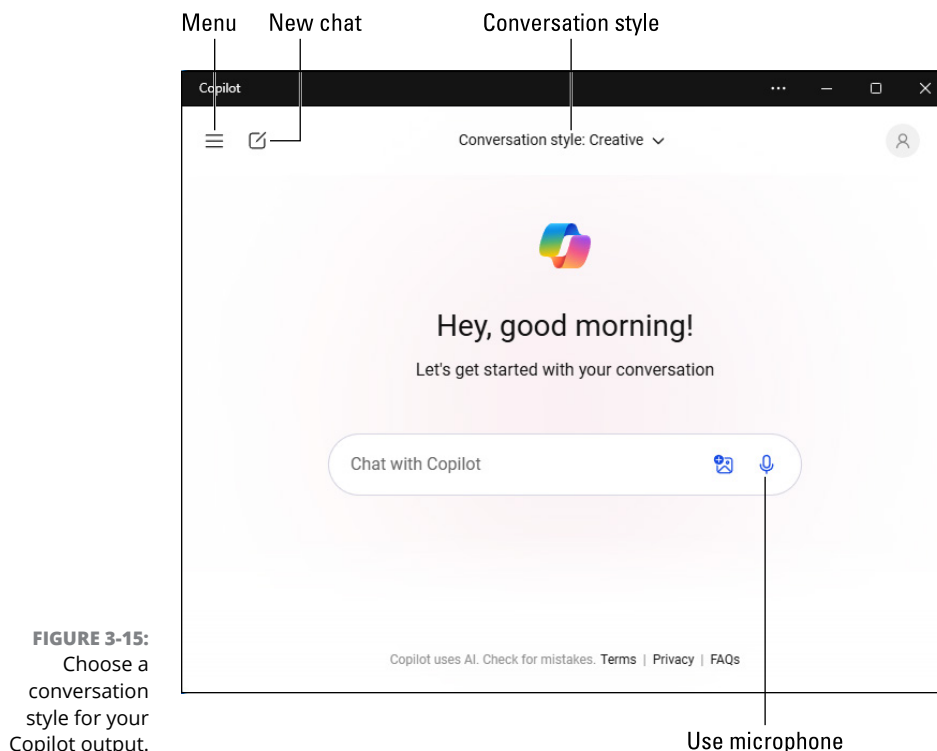 Menu New chat Conversation style
Copilot
Conversation style: Creative
Hey, good morning!
Let's get started with your conversation
Chat with Copilot
Copilot uses AI. Check for mistakes. Terms | Privacy | FAQs
FIGURE 3-15:
Choose a
conversation
style for your
Copilot output.
Use microphone